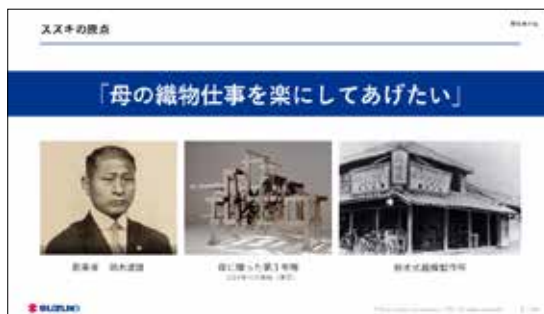 スズキの原点
「母の織物仕事を楽にしてあげたい」
創業者 鈴木道雄
母に贈った第1号機
鈴木式織機製作所
SUZUKI